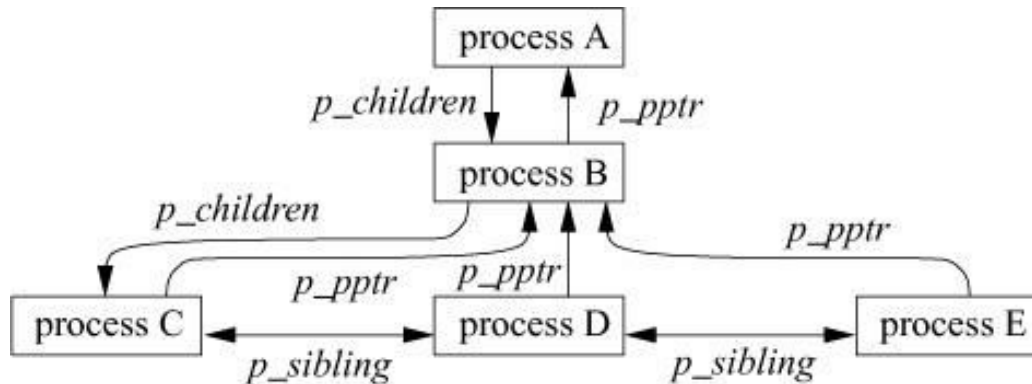 process A
p_children
p_pptr
process B
p_children
p_pptr
p_pptr
p_pptr
process C
process D
process E
p_sibling
p_sibling